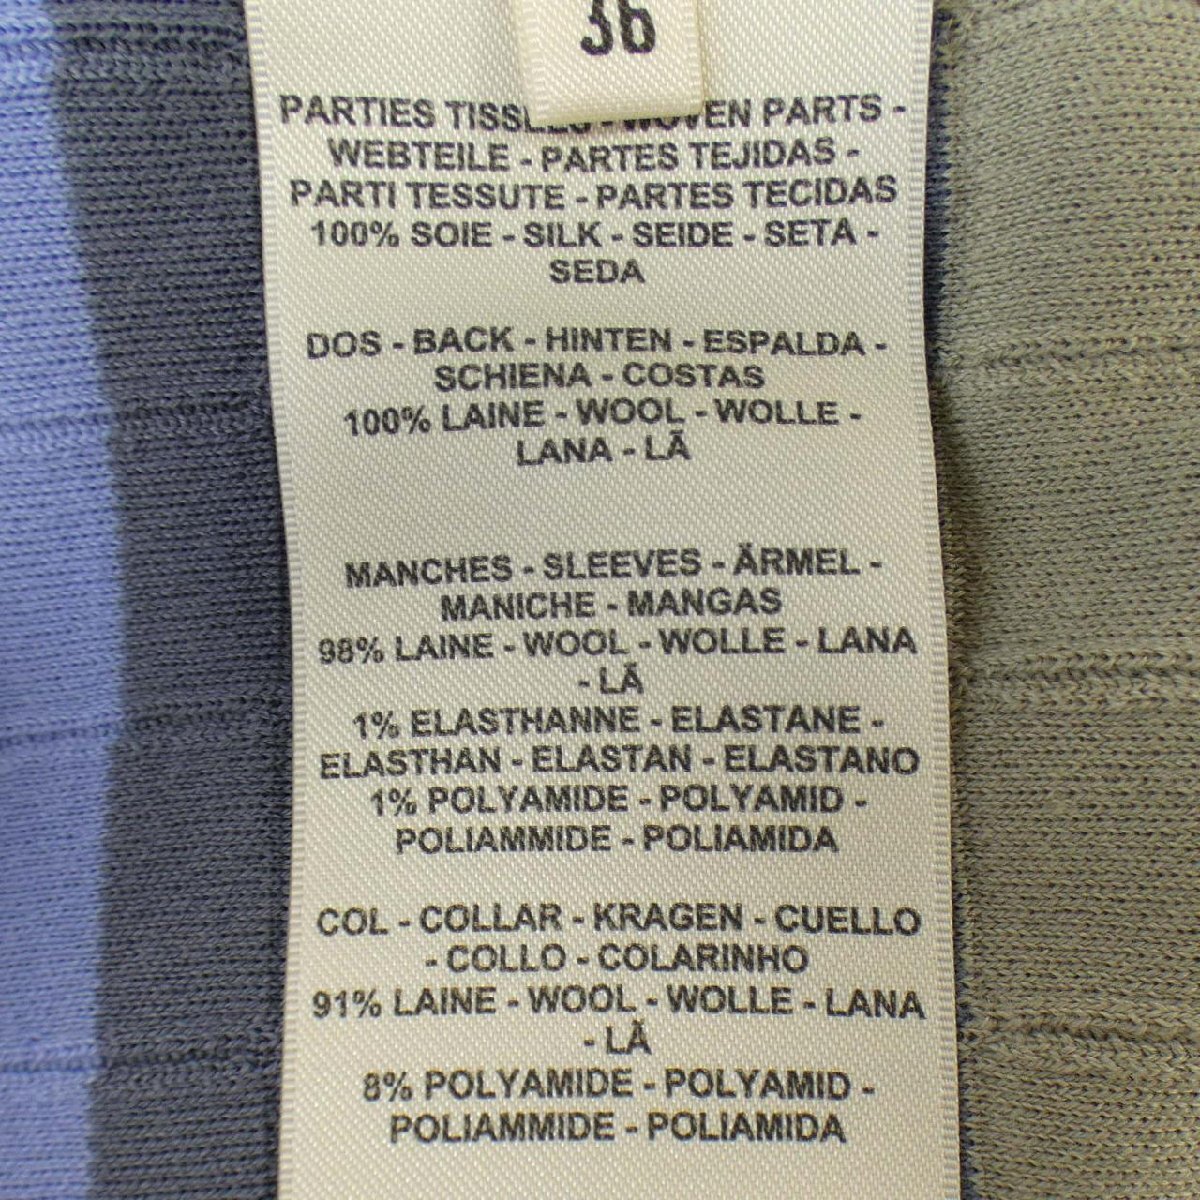 36
PARTIES TISSÉES - WOVEN PARTS -
WEBTEILE - PARTES TEJIDAS -
PARTI TESSUTE - PARTES TECIDAS
100% SOIE - SILK - SEIDE - SETA -
SEDA
DOS - BACK - HINTEN - ESPALDA -
SCHIENA - COSTAS
100% LAINE - WOOL - WOLLE -
LANA - LÃ
MANCHES - SLEEVES - ÄRMEL -
MANICHE - MANGAS
98% LAINE - WOOL - WOLLE - LANA
- LÃ
1% ELASTHANNE - ELASTANE -
ELASTHAN - ELASTAN - ELASTANO
1% POLYAMIDE - POLYAMID -
POLIAMMIDE - POLIAMIDA
COL - COLLAR - KRAGEN - CUELLO
- COLLO - COLARINHO
91% LAINE - WOOL - WOLLE - LANA
- LÃ
8% POLYAMIDE - POLYAMID -
POLIAMMIDE - POLIAMIDA